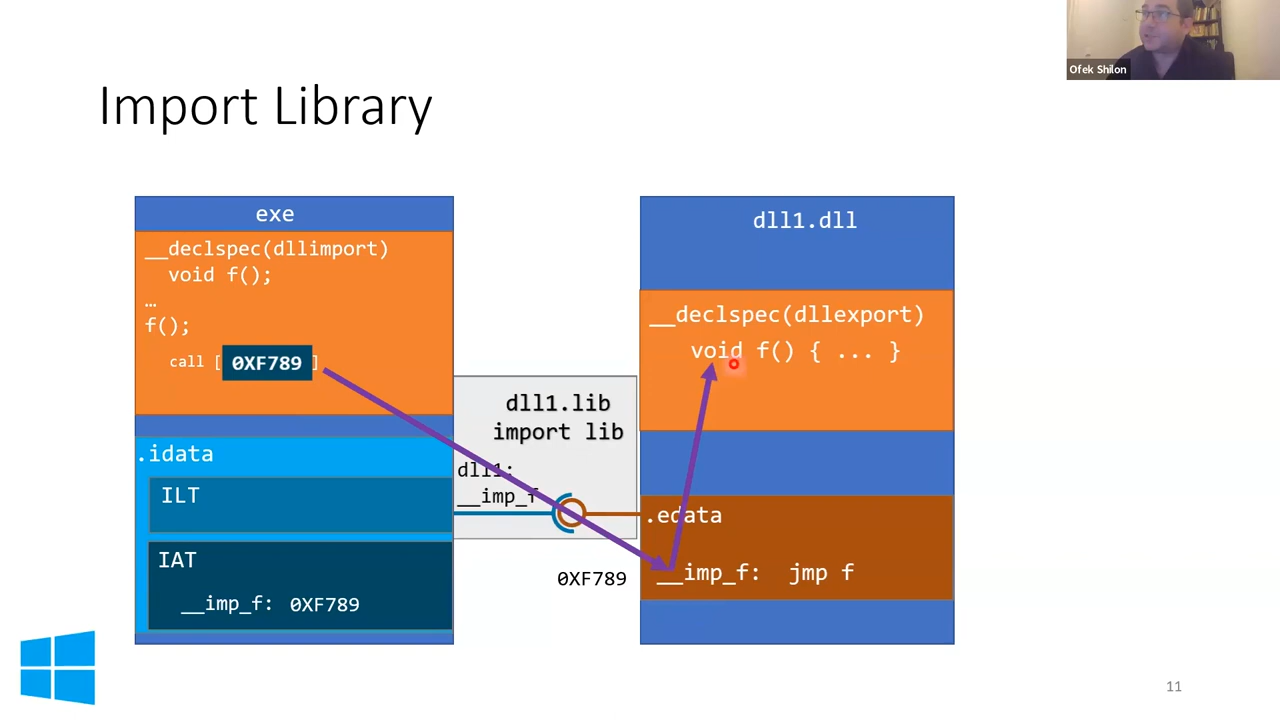 Ofek Shilon
Import Library
exe
__declspec(dllimport)
void f();
…
f();
call [ 0XF789 ]
.idata
ILT
IAT
__imp_f: 0XF789
dll1.lib
import lib
dll1:
__imp_f
0XF789
dll1.dll
__declspec(dllexport)
void f() { ... }
.edata
__imp_f: jmp f
11